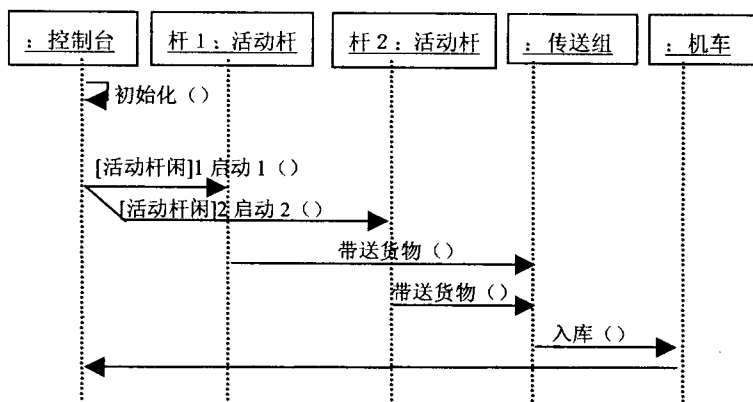 ：控制台
杆1：活动杆
杆2：活动杆
：传送组
：机车
初始化（）
[活动杆闲]1 启动1（）
[活动杆闲]2 启动2（）
带送货物（）
带送货物（）
入库（）